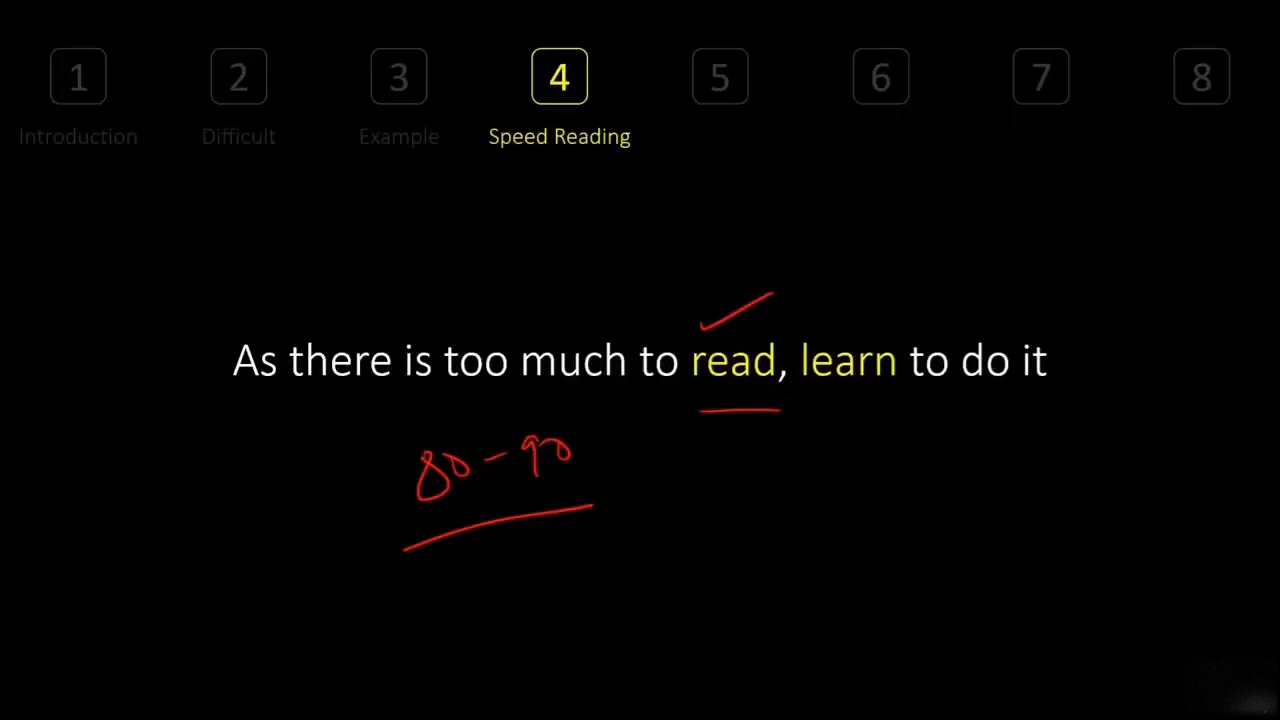 1 2 3 4 5 6 7 8
Introduction Difficult Example Speed Reading
As there is too much to read, learn to do it
80-90